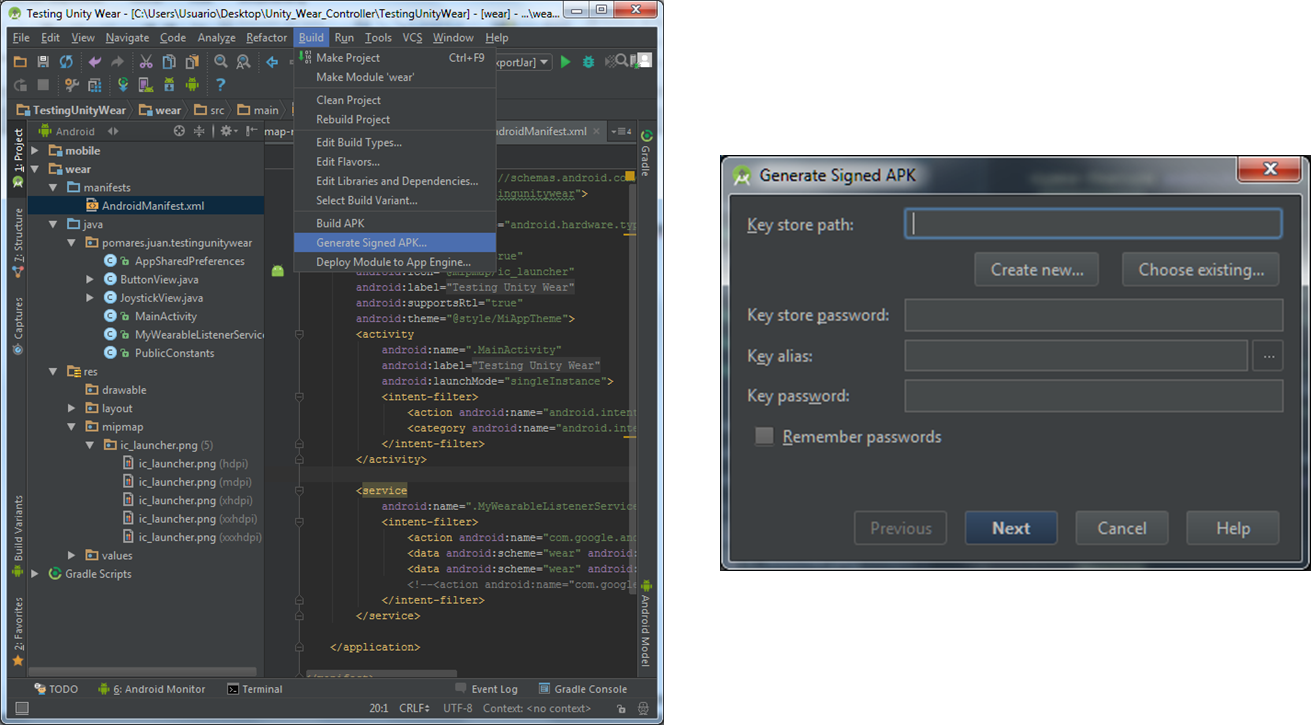 Testing Unity Wear - [C:\Users\Usuario\Desktop\Unity_Wear_Controller\TestingUnityWear] - [wear] - ...\wea...
File Edit View Navigate Code Analyze Refactor Build Run Tools VCS Window Help
Make Project Ctrl+F9
Make Module 'wear'
Clean Project
Rebuild Project
Edit Build Types...
Edit Flavors...
Edit Libraries and Dependencies...
Select Build Variant...
Build APK
Generate Signed APK...
Deploy Module to App Engine...
xportJar]
TestingUnityWear wear src main
Android
map-r
ndroidManifest.xml
4
1: Project
7: Structure
Captures
Build Variants
2: Favorites
Gradle
Android Model
mobile
wear
manifests
AndroidManifest.xml
java
pomares.juan.testingunitywear
AppSharedPreferences
ButtonView.java
JoystickView.java
MainActivity
MyWearableListenerService
PublicConstants
res
drawable
layout
mipmap
ic_launcher.png (5)
ic_launcher.png (hdpi)
ic_launcher.png (mdpi)
ic_launcher.png (xhdpi)
ic_launcher.png (xxhdpi)
ic_launcher.png (xxxhdpi)
values
Gradle Scripts
//schemas.android.co
ingunitywear">
="android.hardware.typ
rue"
android:icon="@mipmap/ic_launcher"
android:label="Testing Unity Wear"
android:supportsRtl="true"
android:theme="@style/MiAppTheme">
<activity
android:name=".MainActivity"
android:label="Testing Unity Wear"
android:launchMode="singleInstance">
<intent-filter>
<action android:name="android.intent
<category android:name="android.inte
</intent-filter>
</activity>
<service
android:name=".MyWearableListenerService
<intent-filter>
<action android:name="com.google.and
<data android:scheme="wear" android:
<data android:scheme="wear" android:
<!--<action android:name="com.google
</intent-filter>
</service>
</application>
TODO 6: Android Monitor Terminal Event Log Gradle Console
20:1 CRLF UTF-8 Context: <no context>
Generate Signed APK
Key store path:
Create new... Choose existing...
Key store password:
Key alias:
...
Key password:
Remember passwords
Previous Next Cancel Help